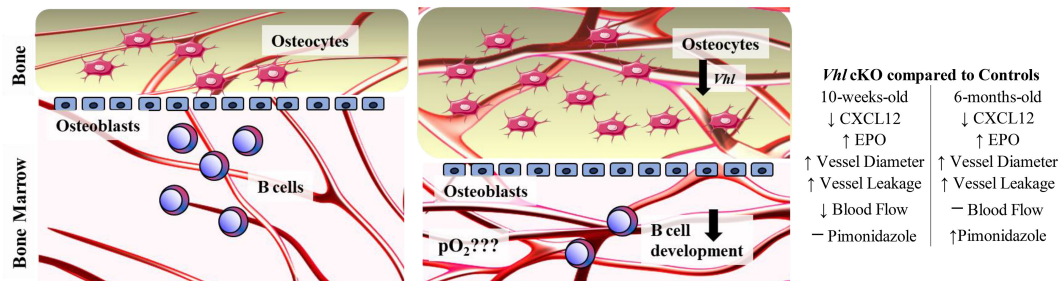 Bone
Bone Marrow
Osteocytes
Osteoblasts
B cells
Osteocytes
Vhl
Osteoblasts
pO2???
B cell
development
Vhl cKO compared to Controls
10-weeks-old 6-months-old
↓ CXCL12 ↓ CXCL12
↑ EPO ↑ EPO
↑ Vessel Diameter ↑ Vessel Diameter
↑ Vessel Leakage ↑ Vessel Leakage
↓ Blood Flow – Blood Flow
– Pimonidazole ↑Pimonidazole